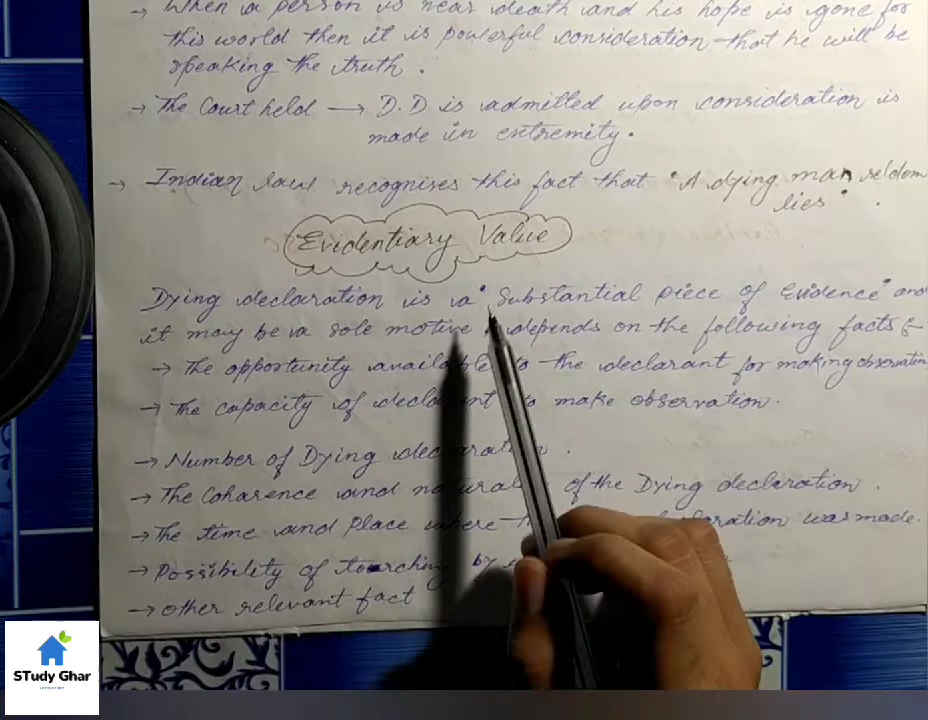 → When a person is near death and his hope is gone for
this world then it is powerful consideration that he will be
speaking the truth.
→ The Court held → D.D is admitted upon consideration is
made in extremity.
→ Indian law recognises this fact that "A dying man seldom
lies".
Evidentiary Value
Dying declaration is a "Substantial piece of Evidence" and
it may be a sole motive depends on the following facts :-
→ The opportunity available to the declarant for making observation
→ The capacity of declarant to make observation.
→ Number of Dying declaration.
→ The Coharence and natural of the Dying declaration.
→ The time and Place where was made.
→ Possibility of by
→ other relevant fact
STudy Ghar